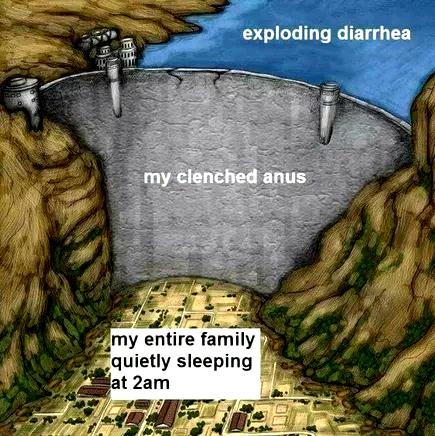 exploding diarrhea
my clenched anus
my entire family
quietly sleeping
at 2am